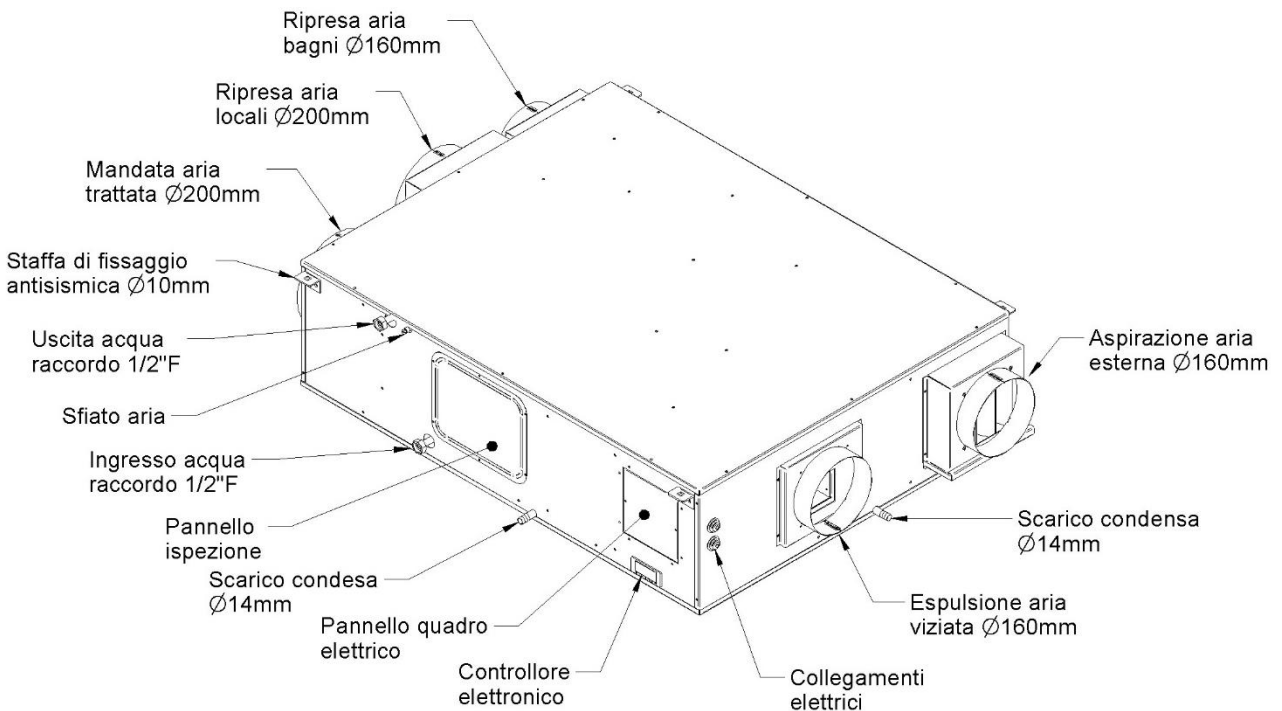 Ripresa aria
bagni Ø160mm
Ripresa aria
locali Ø200mm
Mandata aria
trattata Ø200mm
Staffa di fissaggio
antisismica Ø10mm
Uscita acqua
raccordo 1/2"F
Sfiato aria
Ingresso acqua
raccordo 1/2"F
Pannello
ispezione
Scarico condesa
Ø14mm
Pannello quadro
elettrico
Controllore
elettronico
Collegamenti
elettrici
Espulsione aria
viziata Ø160mm
Scarico condensa
Ø14mm
Aspirazione aria
esterna Ø160mm